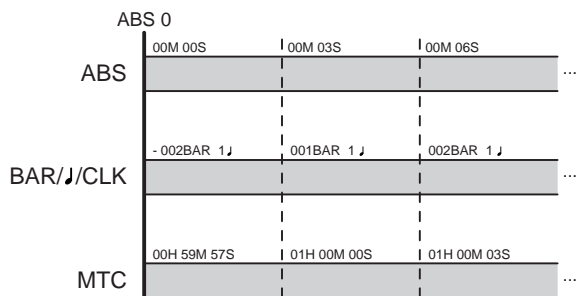 ABS 0
00M 00S 00M 03S 00M 06S
ABS ...
- 002BAR 1♩ 001BAR 1♩ 002BAR 1♩
BAR/♩/CLK ...
00H 59M 57S 01H 00M 00S 01H 00M 03S
MTC ...